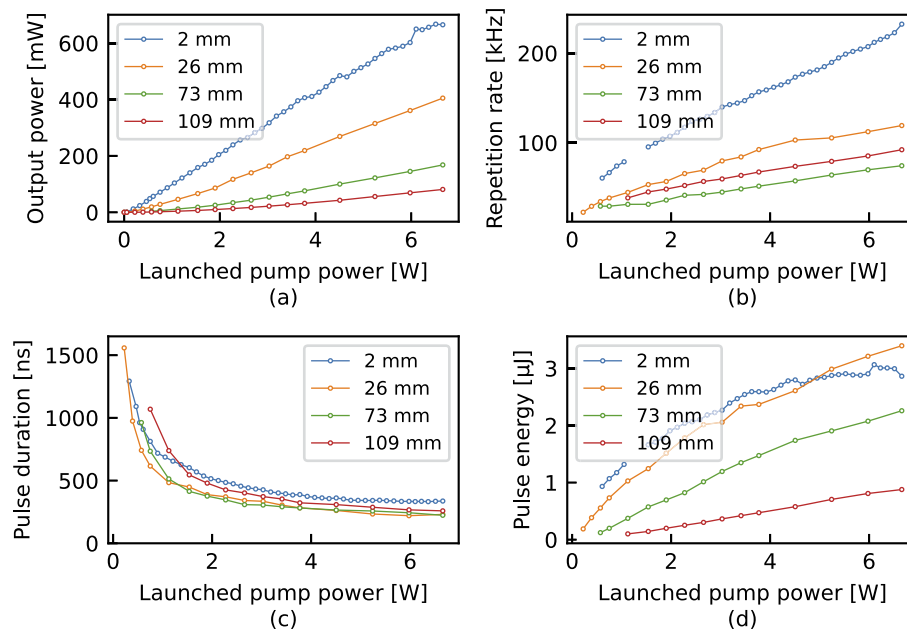 Output power [mW]
600
400
200
0
2 mm
26 mm
73 mm
109 mm
0 2 4 6
Launched pump power [W]
(a)
Repetition rate [kHz]
200
100
2 mm
26 mm
73 mm
109 mm
0 2 4 6
Launched pump power [W]
(b)
Pulse duration [ns]
1500
1000
500
0
2 mm
26 mm
73 mm
109 mm
0 2 4 6
Launched pump power [W]
(c)
Pulse energy [µJ]
3
2
1
0
2 mm
26 mm
73 mm
109 mm
0 2 4 6
Launched pump power [W]
(d)